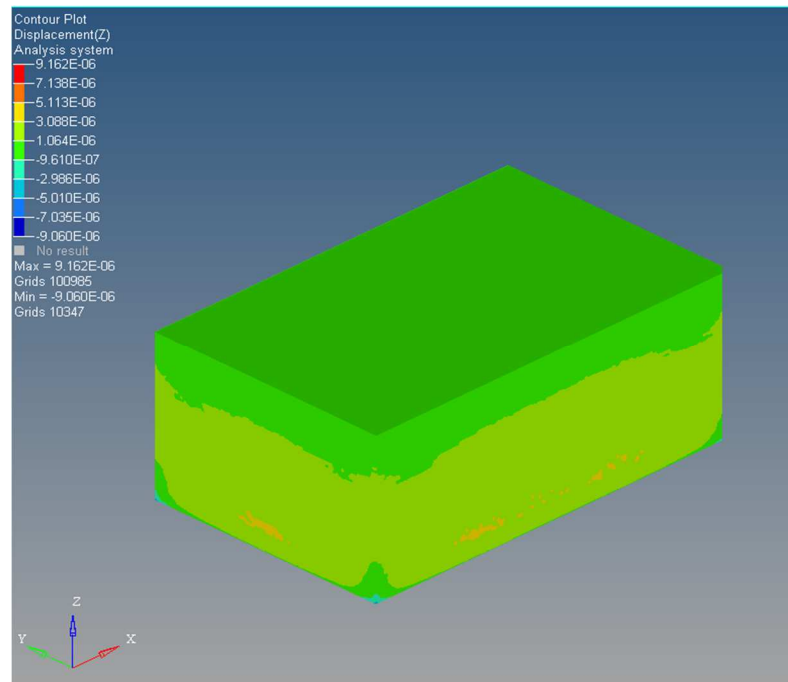 Contour Plot
Displacement(Z)
Analysis system
9.162E-06
7.138E-06
5.113E-06
3.088E-06
1.064E-06
-9.610E-07
-2.986E-06
-5.010E-06
-7.035E-06
-9.060E-06
No result
Max = 9.162E-06
Grids 100985
Min = -9.060E-06
Grids 10347
Z
Y
X